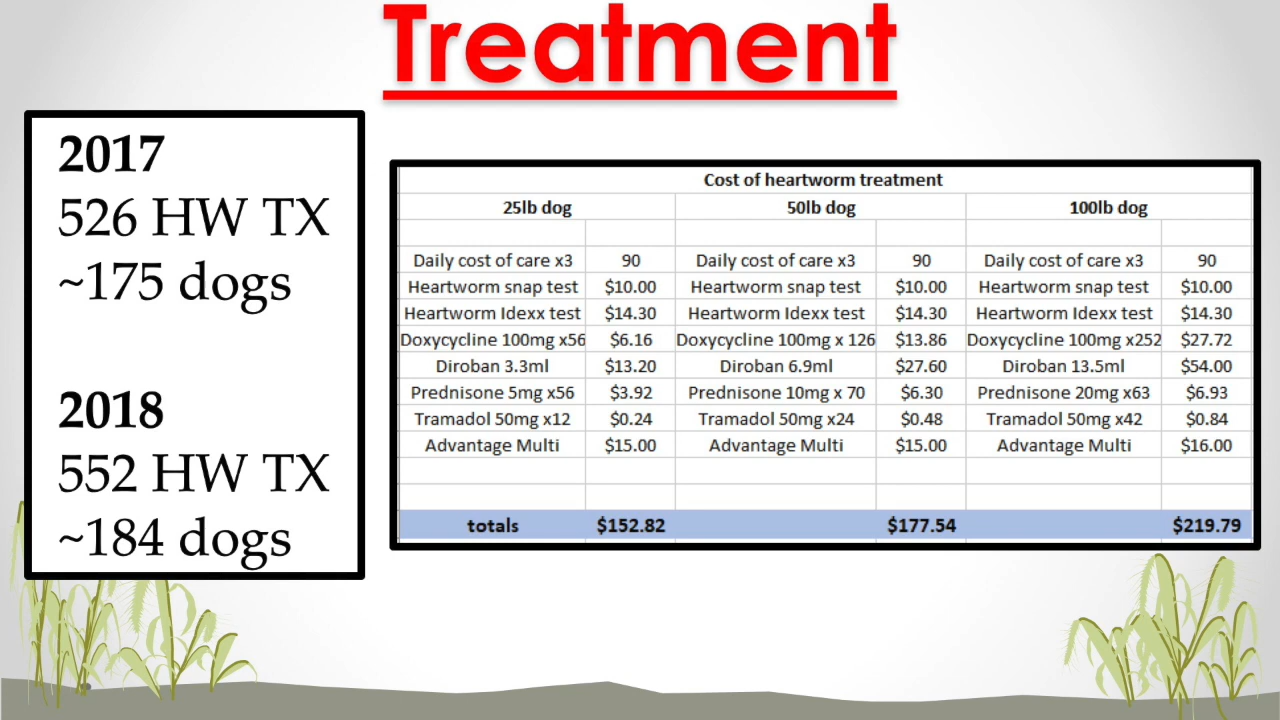 Treatment
2017
526 HW TX
~175 dogs
2018
552 HW TX
~184 dogs
Cost of heartworm treatment
25lb dog 50lb dog 100lb dog
Daily cost of care x3 90 Daily cost of care x3 90 Daily cost of care x3 90
Heartworm snap test $10.00 Heartworm snap test $10.00 Heartworm snap test $10.00
Heartworm Idexx test $14.30 Heartworm Idexx test $14.30 Heartworm Idexx test $14.30
Doxycycline 100mg x56 $6.16 Doxycycline 100mg x 126 $13.86 Doxycycline 100mg x252 $27.72
Diroban 3.3ml $13.20 Diroban 6.9ml $27.60 Diroban 13.5ml $54.00
Prednisone 5mg x56 $3.92 Prednisone 10mg x 70 $6.30 Prednisone 20mg x63 $6.93
Tramadol 50mg x12 $0.24 Tramadol 50mg x24 $0.48 Tramadol 50mg x42 $0.84
Advantage Multi $15.00 Advantage Multi $15.00 Advantage Multi $16.00
totals $152.82 $177.54 $219.79